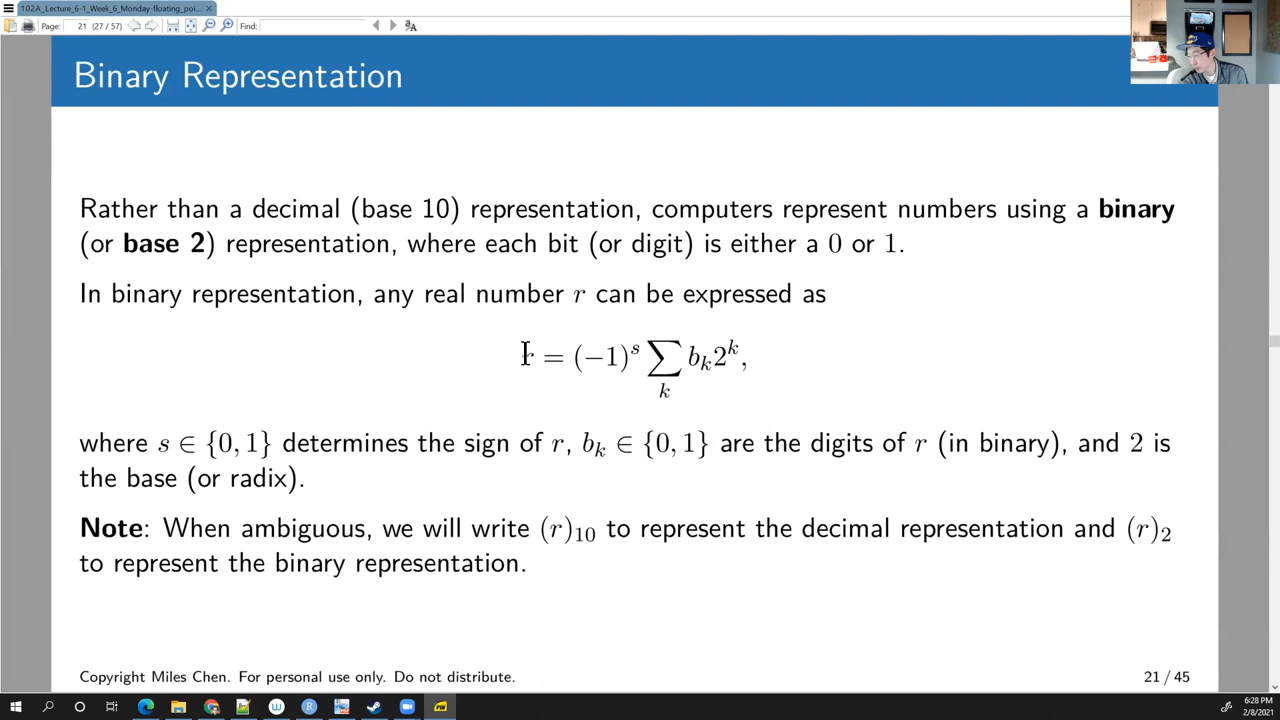 102A_Lecture_6-1_Week_6_Monday-floating_poi...
Page: 21 (27 / 57) Find:
Binary Representation
Rather than a decimal (base 10) representation, computers represent numbers using a binary
(or base 2) representation, where each bit (or digit) is either a 0 or 1.
In binary representation, any real number r can be expressed as
r = (−1)^s ∑_k b_k 2^k,
where s ∈ {0, 1} determines the sign of r, b_k ∈ {0, 1} are the digits of r (in binary), and 2 is
the base (or radix).
Note: When ambiguous, we will write (r)_10 to represent the decimal representation and (r)_2
to represent the binary representation.
Copyright Miles Chen. For personal use only. Do not distribute. 21 / 45
6:28 PM
2/8/2021